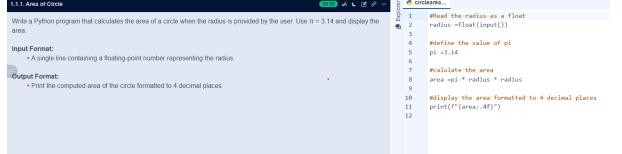 1.1.1. Area of Circle
Write a Python program that calculates the area of a circle when the radius is provided by the user. Use π = 3.14 and display the
area.
Input Format:
• A single line containing a floating-point number representing the radius.
Output Format:
• Print the computed area of the circle formatted to 4 decimal places.
Explorer
circlearea...
1 #Read the radius as a float
2 radius =float(input())
3
4 #define the value of pi
5 pi =3.14
6
7 #calulate the area
8 area =pi * radius * radius
9
10 #display the area formatted to 4 decimal places
11 print(f"{area:.4f}")
12